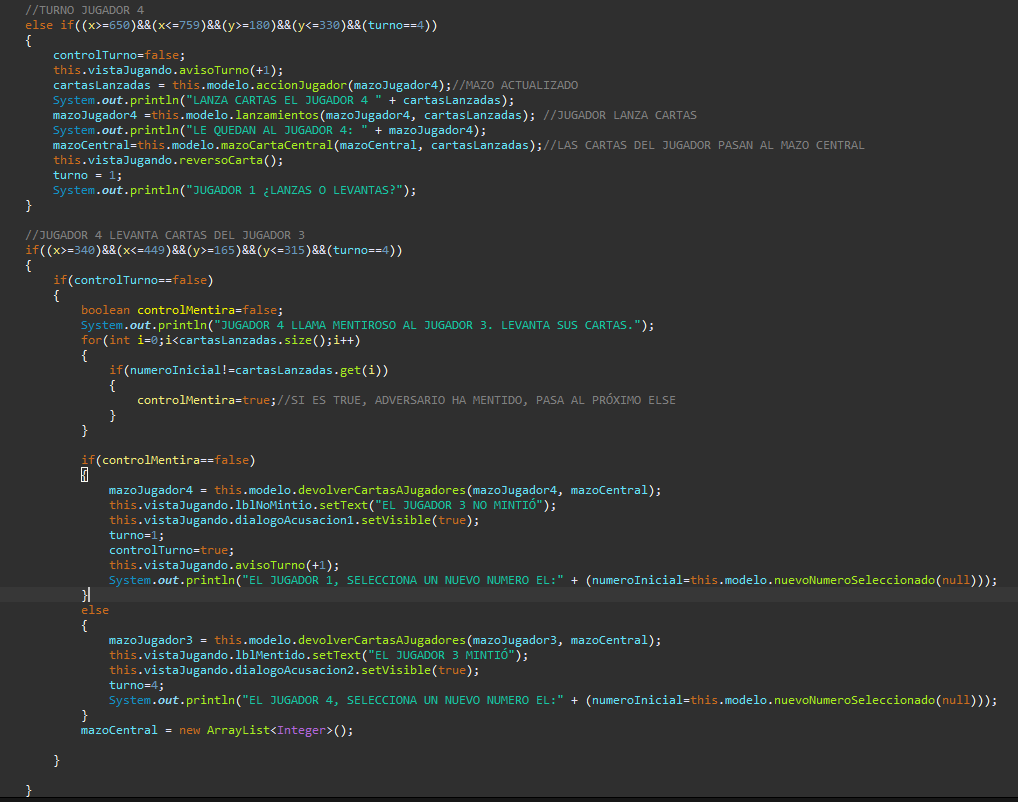 //TURNO JUGADOR 4
else if((x>=650)&&(x<=759)&&(y>=180)&&(y<=330)&&(turno==4))
{
controlTurno=false;
this.vistaJugando.avisoTurno(+1);
cartasLanzadas = this.modelo.accionJugador(mazoJugador4);//MAZO ACTUALIZADO
System.out.println("LANZA CARTAS EL JUGADOR 4 " + cartasLanzadas);
mazoJugador4 =this.modelo.lanzamientos(mazoJugador4, cartasLanzadas); //JUGADOR LANZA CARTAS
System.out.println("LE QUEDAN AL JUGADOR 4: " + mazoJugador4);
mazoCentral=this.modelo.mazoCartaCentral(mazoCentral, cartasLanzadas);//LAS CARTAS DEL JUGADOR PASAN AL MAZO CENTRAL
this.vistaJugando.reversoCarta();
turno = 1;
System.out.println("JUGADOR 1 ¿LANZAS O LEVANTAS?");
}
//JUGADOR 4 LEVANTA CARTAS DEL JUGADOR 3
if((x>=340)&&(x<=449)&&(y>=165)&&(y<=315)&&(turno==4))
{
if(controlTurno==false)
{
boolean controlMentira=false;
System.out.println("JUGADOR 4 LLAMA MENTIROSO AL JUGADOR 3. LEVANTA SUS CARTAS.");
for(int i=0;i<cartasLanzadas.size();i++)
{
if(numeroInicial!=cartasLanzadas.get(i))
{
controlMentira=true;//SI ES TRUE, ADVERSARIO HA MENTIDO, PASA AL PRÓXIMO ELSE
}
}
if(controlMentira==false)
{
mazoJugador4 = this.modelo.devolverCartasAJugadores(mazoJugador4, mazoCentral);
this.vistaJugando.lblNoMintio.setText("EL JUGADOR 3 NO MINTIÓ");
this.vistaJugando.dialogoAcusacion1.setVisible(true);
turno=1;
controlTurno=true;
this.vistaJugando.avisoTurno(+1);
System.out.println("EL JUGADOR 1, SELECCIONA UN NUEVO NUMERO EL:" + (numeroInicial=this.modelo.nuevoNumeroSeleccionado(null)));
}
else
{
mazoJugador3 = this.modelo.devolverCartasAJugadores(mazoJugador3, mazoCentral);
this.vistaJugando.lblMentido.setText("EL JUGADOR 3 MINTIÓ");
this.vistaJugando.dialogoAcusacion2.setVisible(true);
turno=4;
System.out.println("EL JUGADOR 4, SELECCIONA UN NUEVO NUMERO EL:" + (numeroInicial=this.modelo.nuevoNumeroSeleccionado(null)));
}
mazoCentral = new ArrayList<Integer>();
}
}